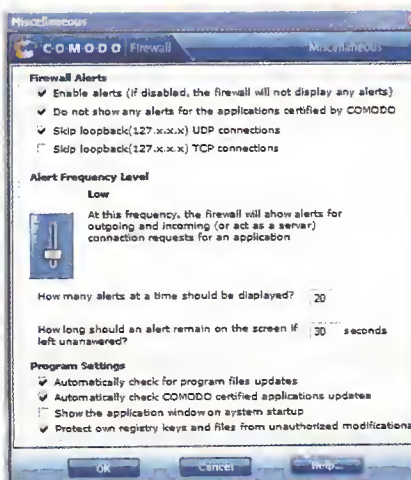 Miscellaneous
COMODO Firewall
Miscellaneous
Firewall Alerts
Enable alerts (if disabled, the firewall will not display any alerts)
Do not show any alerts for the applications certified by COMODO
Skip loopback(127.x.x.x) UDP connections
Skip loopback(127.x.x.x) TCP connections
Alert Frequency Level
Low
At this frequency, the firewall will show alerts for
outgoing and incoming (or act as a server)
connection requests for an application
How many alerts at a time should be displayed? 20
How long should an alert remain on the screen if 30 seconds
left unanswered?
Program Settings
Automatically check for program files updates
Automatically check COMODO certified applications updates
Show the application window on system startup
Protect own registry keys and files from unauthorized modifications
OK Cancel Help...